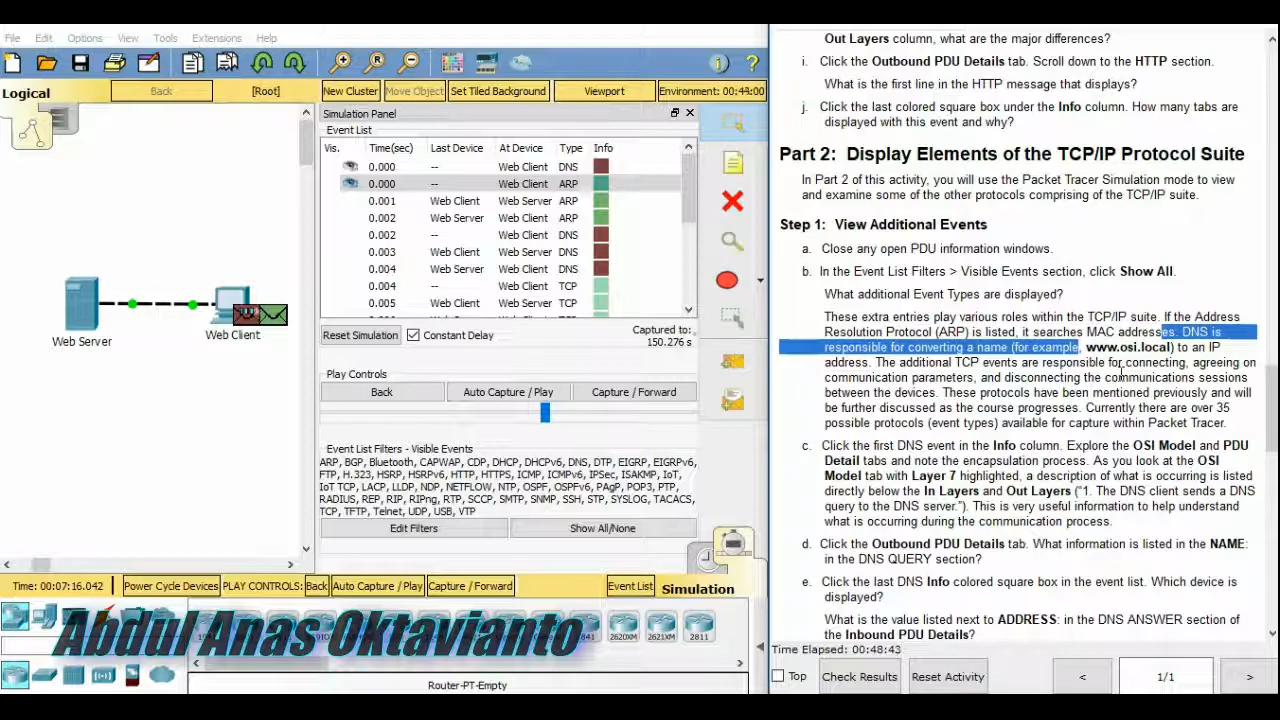 File Edit Options View Tools Extensions Help
Logical Back [Root] New Cluster Move Object Set Tiled Background Viewport Environment: 00:44:00
Simulation Panel
Event List
Vis. Time(sec) Last Device At Device Type Info
0.000 -- Web Client DNS
0.000 -- Web Client ARP
0.001 Web Client Web Server ARP
0.002 Web Server Web Client ARP
0.002 -- Web Client DNS
0.003 Web Client Web Server DNS
0.004 Web Server Web Client DNS
0.004 -- Web Client TCP
0.005 Web Client Web Server TCP
Web Server
Web Client
Reset Simulation Constant Delay
Captured to:
150.276 s
Play Controls
Back Auto Capture / Play Capture / Forward
Event List Filters - Visible Events
ARP, BGP, Bluetooth, CAPWAP, CDP, DHCP, DHCPv6, DNS, DTP, EIGRP, EIGRPv6,
FTP, H.323, HSRP, HSRPv6, HTTP, HTTPS, ICMP, ICMPv6, IPSec, ISAKMP, IoT,
IoT TCP, LACP, LLDP, NDP, NETFLOW, NTP, OSPF, OSPFv6, PAgP, POP3, PTP,
RADIUS, REP, RIP, RIPng, RTP, SCCP, SMTP, SNMP, SSH, STP, SYSLOG, TACACS,
TCP, TFTP, Telnet, UDP, USB, VTP
Edit Filters Show All/None
Time: 00:07:16.042 Power Cycle Devices PLAY CONTROLS: Back Auto Capture / Play Capture / Forward Event List Simulation
2620XM 2621XM 2811
Abdul Anas Oktavianto
Router-PT-Empty
Out Layers column, what are the major differences?
i. Click the Outbound PDU Details tab. Scroll down to the HTTP section.
What is the first line in the HTTP message that displays?
j. Click the last colored square box under the Info column. How many tabs are
displayed with this event and why?
Part 2: Display Elements of the TCP/IP Protocol Suite
In Part 2 of this activity, you will use the Packet Tracer Simulation mode to view
and examine some of the other protocols comprising of the TCP/IP suite.
Step 1: View Additional Events
a. Close any open PDU information windows.
b. In the Event List Filters > Visible Events section, click Show All.
What additional Event Types are displayed?
These extra entries play various roles within the TCP/IP suite. If the Address
Resolution Protocol (ARP) is listed, it searches MAC addresses. DNS is
responsible for converting a name (for example, www.osi.local) to an IP
address. The additional TCP events are responsible for connecting, agreeing on
communication parameters, and disconnecting the communications sessions
between the devices. These protocols have been mentioned previously and will
be further discussed as the course progresses. Currently there are over 35
possible protocols (event types) available for capture within Packet Tracer.
c. Click the first DNS event in the Info column. Explore the OSI Model and PDU
Detail tabs and note the encapsulation process. As you look at the OSI
Model tab with Layer 7 highlighted, a description of what is occurring is listed
directly below the In Layers and Out Layers ("1. The DNS client sends a DNS
query to the DNS server."). This is very useful information to help understand
what is occurring during the communication process.
d. Click the Outbound PDU Details tab. What information is listed in the NAME:
in the DNS QUERY section?
e. Click the last DNS Info colored square box in the event list. Which device is
displayed?
What is the value listed next to ADDRESS: in the DNS ANSWER section of
the Inbound PDU Details?
Time Elapsed: 00:48:43
Top Check Results Reset Activity < 1/1 >